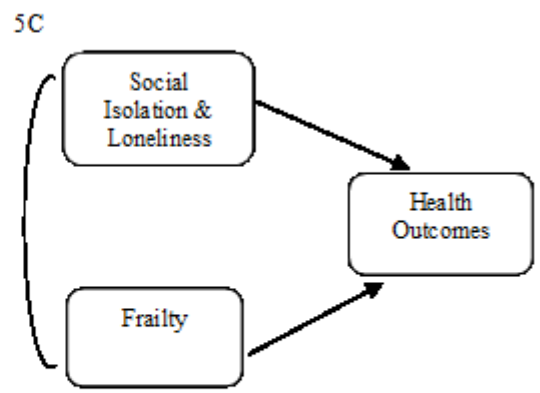 5C
Social
Isolation &
Loneliness
Health
Outcomes
Frailty